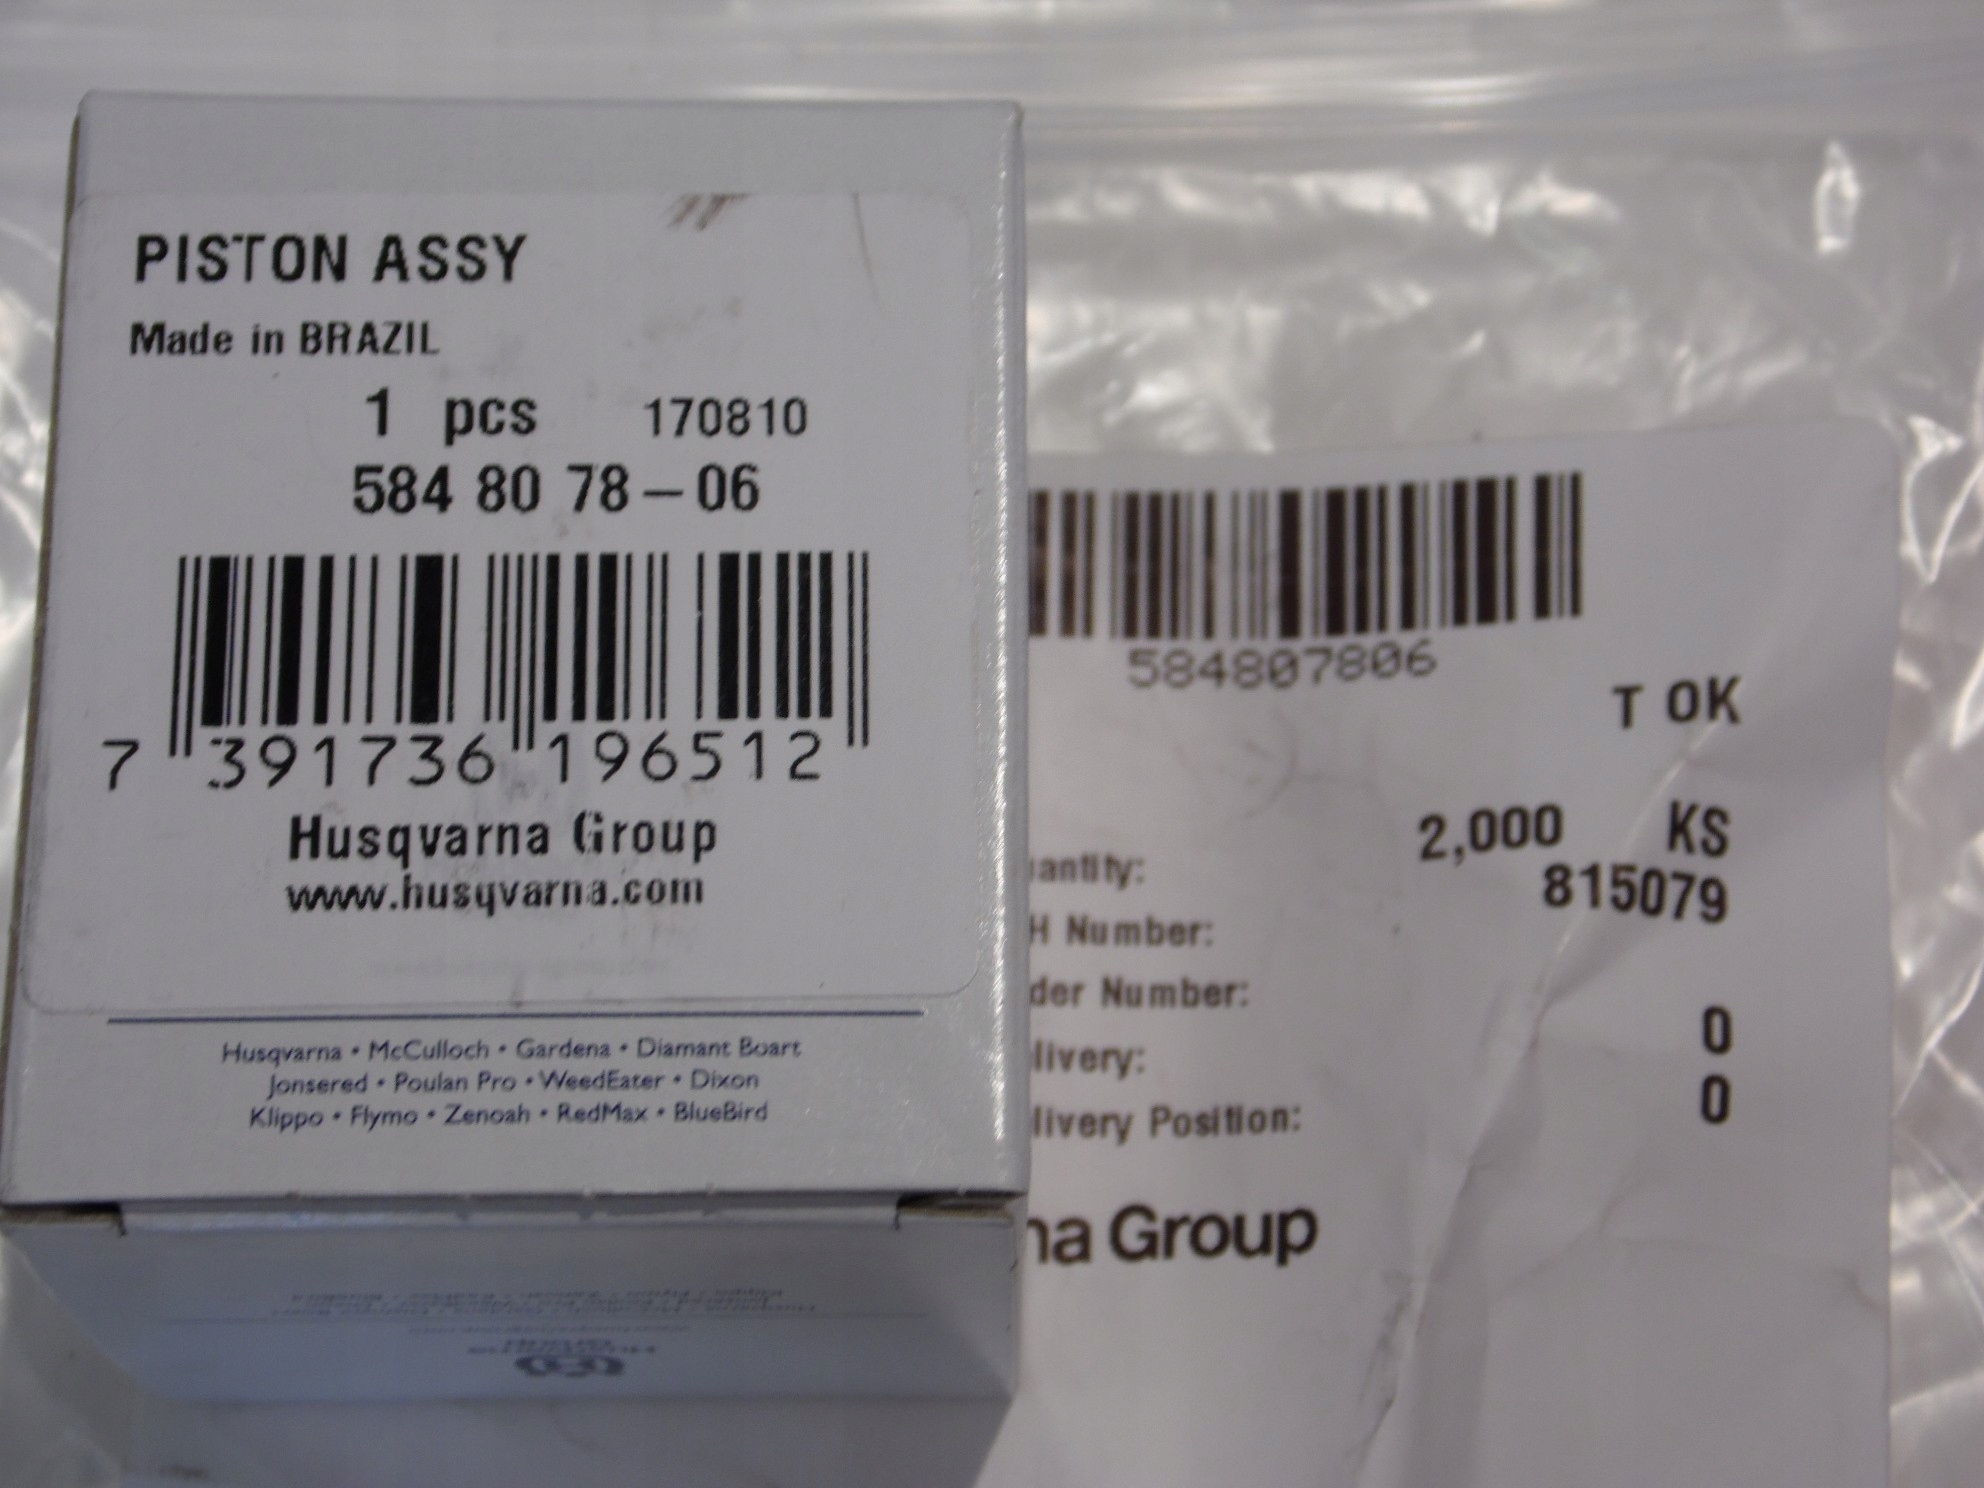 PISTON ASSY
Made in BRAZIL
1 pcs 170810
584 80 78-06
7 391736 196512
Husqvarna Group
www.husqvarna.com
Husqvarna • McCulloch • Gardena • Diamant Boart
Jonsered • Poulan Pro • WeedEater • Dixon
Klippo • Flymo • Zenoah • RedMax • BlueBird
584807806
T OK
antity: 2,000 KS
H Number: 815079
der Number:
livery: 0
livery Position: 0
na Group